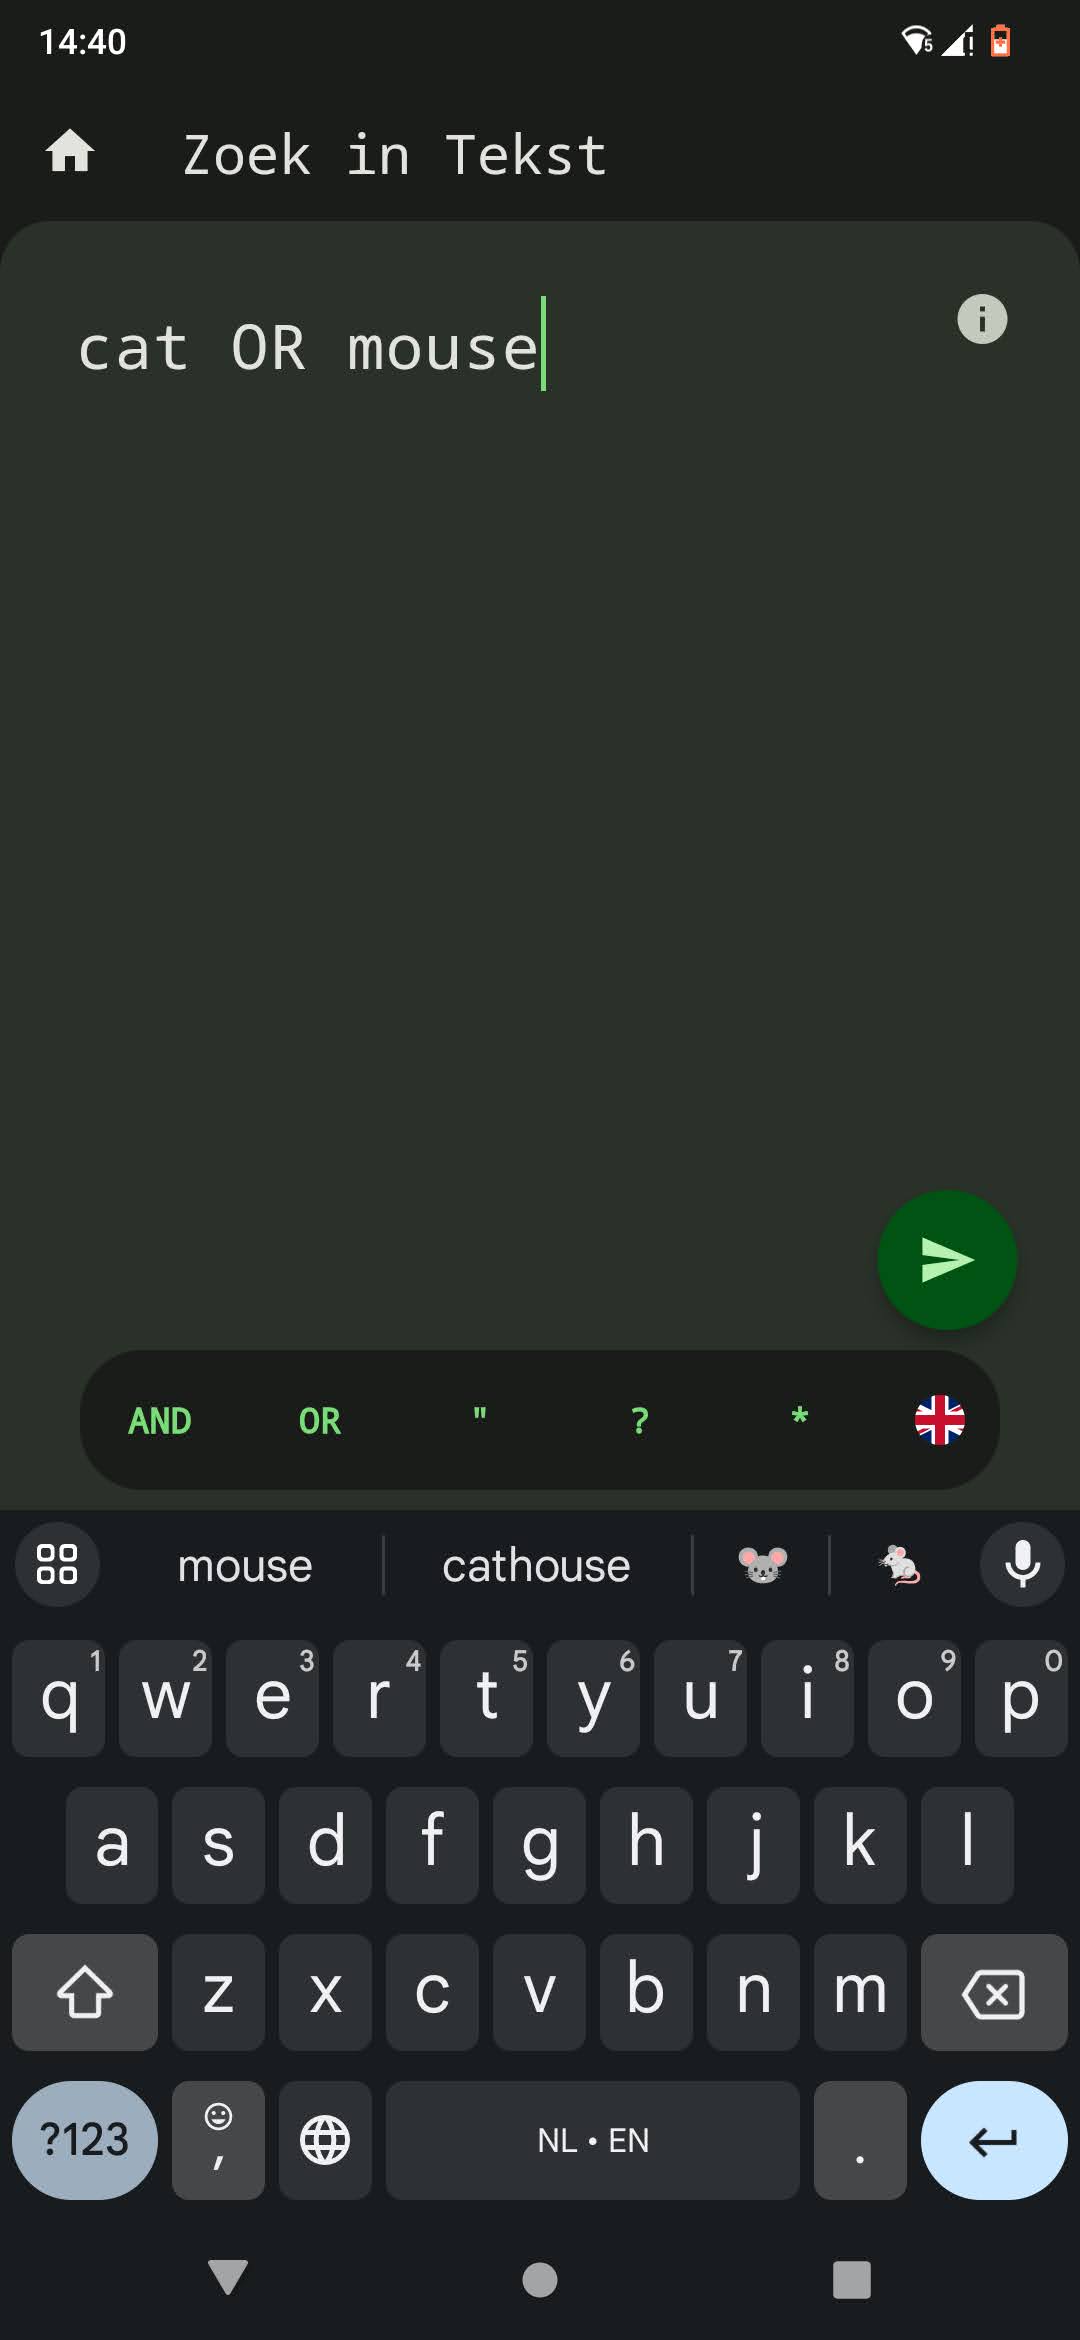 14:40
5
Zoek in Tekst
cat OR mouse
AND OR " ? *
mouse cathouse
1 2 3 4 5 6 7 8 9 0
q w e r t y u i o p
a s d f g h j k l
z x c v b n m
?123 , NL • EN .